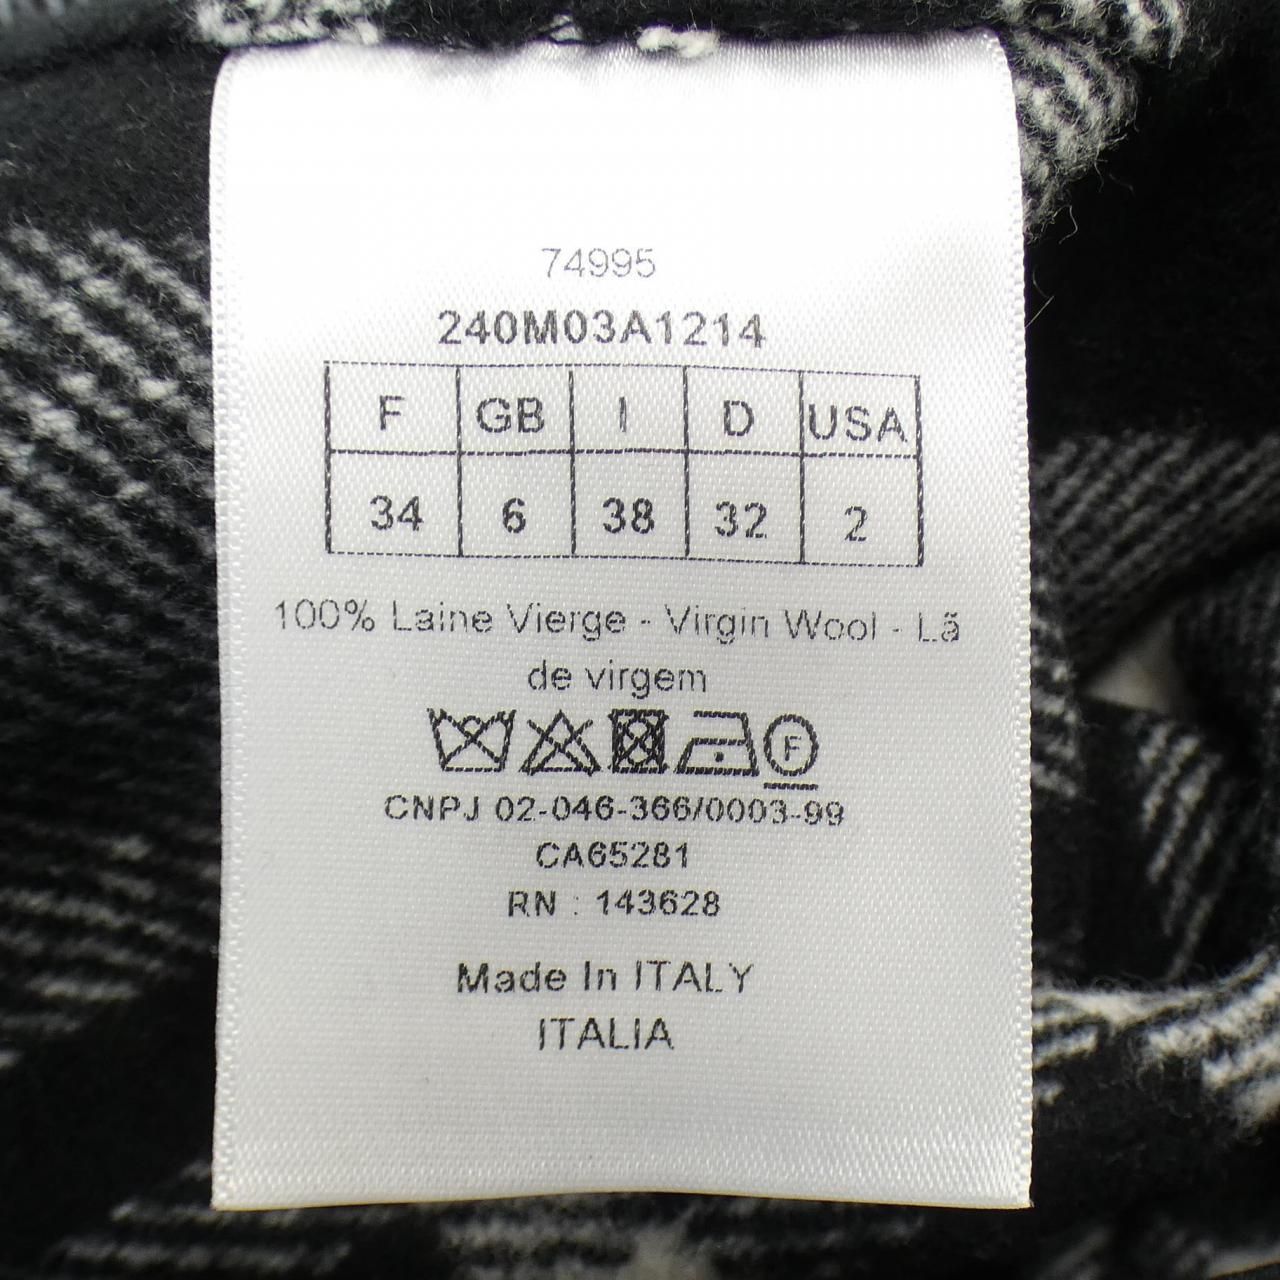 74995
240M03A1214
F GB I D USA
34 6 38 32 2
100% Laine Vierge - Virgin Wool - Lã
de virgem
F
CNPJ 02-046-366/0003-99
CA65281
RN : 143628
Made In ITALY
ITALIA